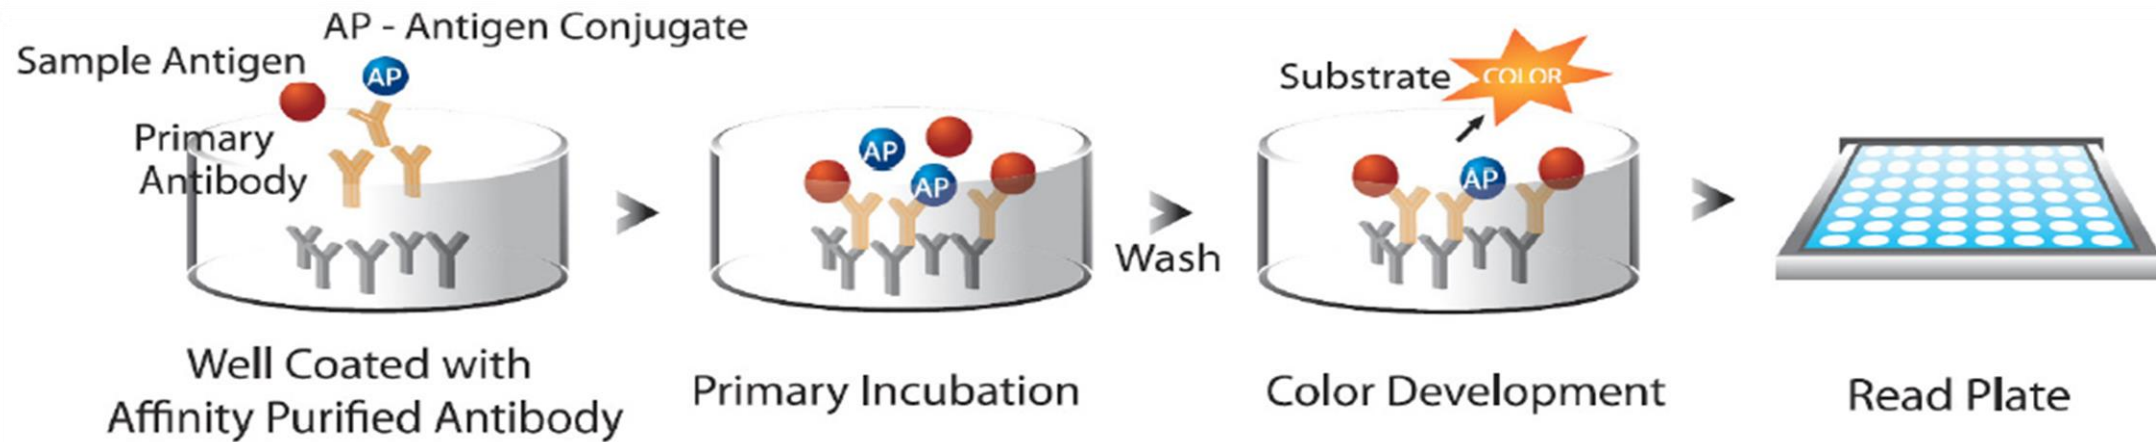 AP - Antigen Conjugate
Sample Antigen
AP
Primary
Antibody
Well Coated with
Affinity Purified Antibody
AP
AP
Primary Incubation
Wash
Substrate
COLOR
AP
Color Development
Read Plate